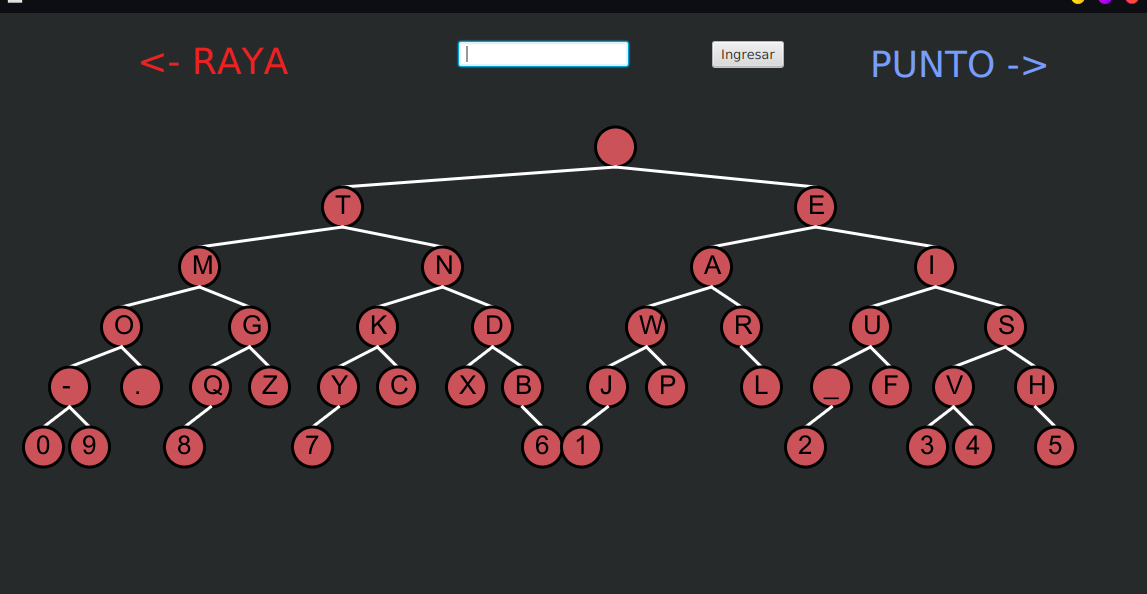 <- RAYA Ingresar PUNTO ->
T E
M N A I
O G K D W R U S
- . Q Z Y C X B J P L _ F V H
0 9 8 7 6 1 2 3 4 5